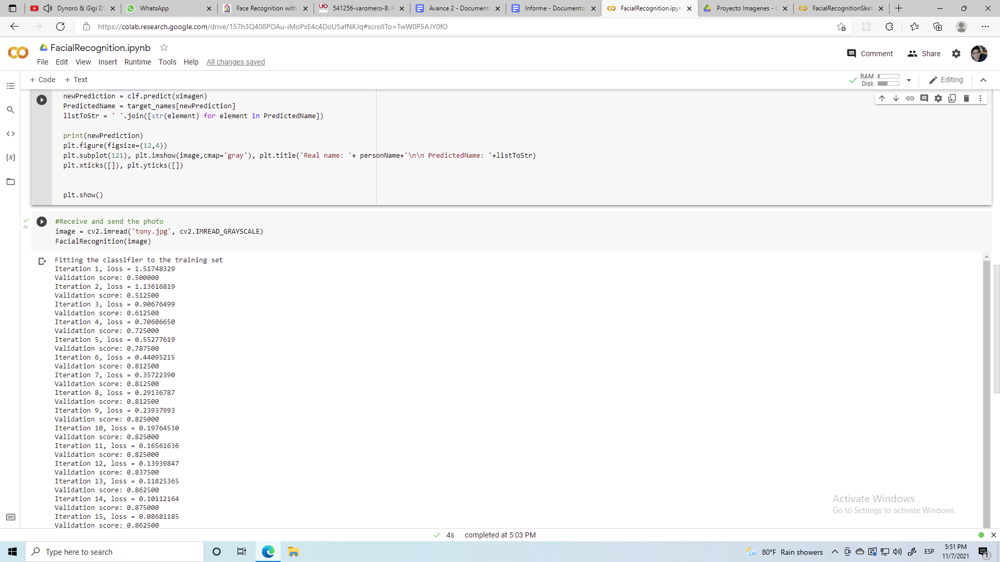 Dynoro & Gigi D'
WhatsApp
Face Recognition with
541256-varomero-B: P
Avance 2 - Documento
Informe - Documentos
FacialRecognition.ipyn
Proyecto Imagenes - G
FacialRecognitionSket
https://colab.research.google.com/drive/157h3Q408POAu-iMoPxE4c4DoU5afNKJq#scrollTo=TwW0P5AJY0fO
FacialRecognition.ipynb
Comment
Share
File Edit View Insert Runtime Tools Help All changes saved
+ Code + Text
RAM
Disk
Editing
newPrediction = clf.predict(ximagen)
PredictedName = target_names[newPrediction]
listToStr = ' '.join([str(element) for element in PredictedName])
print(newPrediction)
plt.figure(figsize=(12,4))
plt.subplot(121), plt.imshow(image,cmap='gray'), plt.title('Real name: '+ personName+'\n\n PredictedName: '+listToStr)
plt.xticks([]), plt.yticks([])
plt.show()
4s
#Receive and send the photo
image = cv2.imread('tony.jpg', cv2.IMREAD_GRAYSCALE)
FacialRecognition(image)
Fitting the classifier to the training set
Iteration 1, loss = 1.51748329
Validation score: 0.500000
Iteration 2, loss = 1.13616819
Validation score: 0.512500
Iteration 3, loss = 0.90676499
Validation score: 0.612500
Iteration 4, loss = 0.70606650
Validation score: 0.725000
Iteration 5, loss = 0.55277619
Validation score: 0.787500
Iteration 6, loss = 0.44095215
Validation score: 0.812500
Iteration 7, loss = 0.35722390
Validation score: 0.812500
Iteration 8, loss = 0.29136787
Validation score: 0.812500
Iteration 9, loss = 0.23937993
Validation score: 0.825000
Iteration 10, loss = 0.19764530
Validation score: 0.825000
Iteration 11, loss = 0.16561636
Validation score: 0.825000
Iteration 12, loss = 0.13939847
Validation score: 0.837500
Iteration 13, loss = 0.11825365
Validation score: 0.862500
Iteration 14, loss = 0.10112164
Validation score: 0.875000
Iteration 15, loss = 0.08681185
Validation score: 0.862500
Activate Windows
Go to Settings to activate Windows.
4s completed at 5:03 PM
Type here to search
80°F Rain showers
ESP
5:51 PM
11/7/2021
1